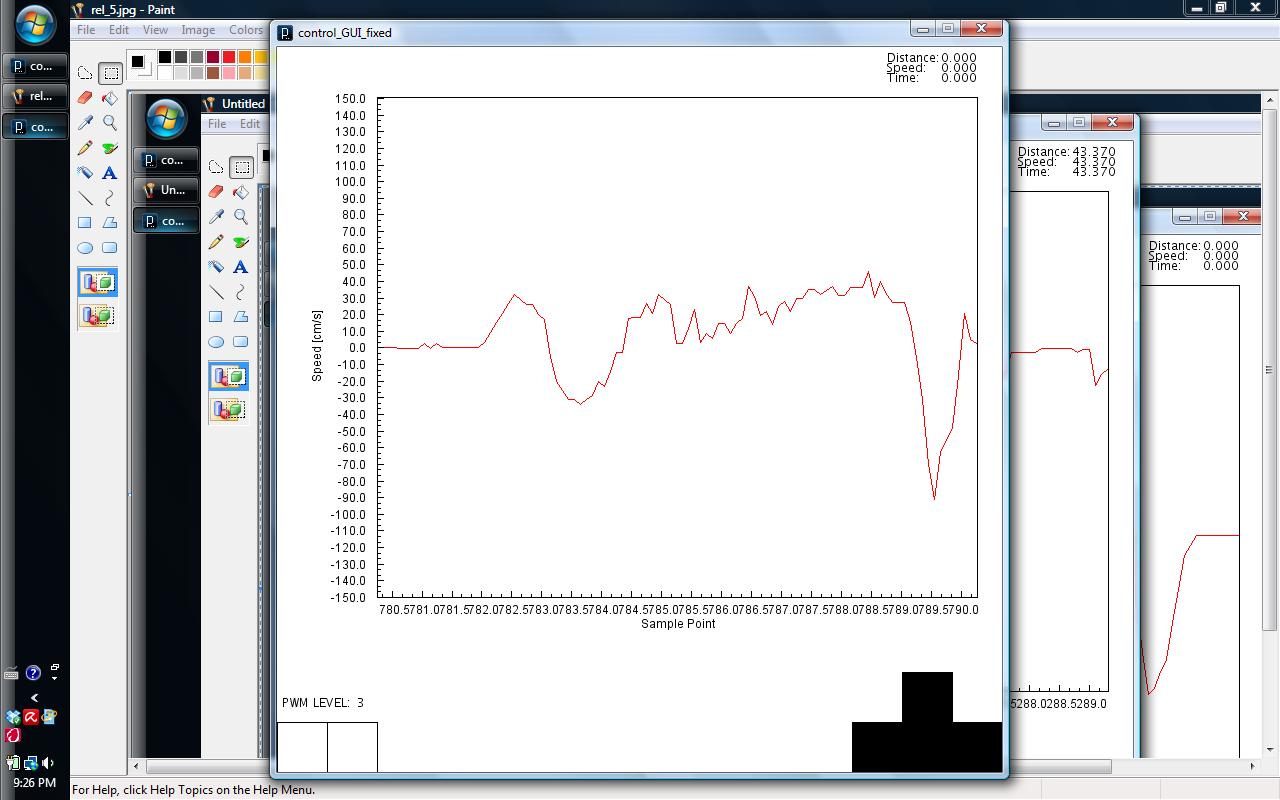 rel_5.jpg - Paint
File Edit View Image Colors
co...
rel...
co...
Untitled
File Edit
co...
Un...
co...
control_GUI_fixed
Distance: 0.000
Speed: 0.000
Time: 0.000
150.0
140.0
130.0
120.0
110.0
100.0
90.0
80.0
70.0
60.0
50.0
40.0
30.0
20.0
10.0
0.0
-10.0
-20.0
-30.0
-40.0
-50.0
-60.0
-70.0
-80.0
-90.0
-100.0
-110.0
-120.0
-130.0
-140.0
-150.0
Speed [cm/s]
780.5781.0781.5782.0782.5783.0783.5784.0784.5785.0785.5786.0786.5787.0787.5788.0788.5789.0789.5790.0
Sample Point
PWM LEVEL: 3
Distance: 43.370
Speed: 43.370
Time: 43.370
5288.0288.5289.0
Distance: 0.000
Speed: 0.000
Time: 0.000
9:26 PM
For Help, click Help Topics on the Help Menu.